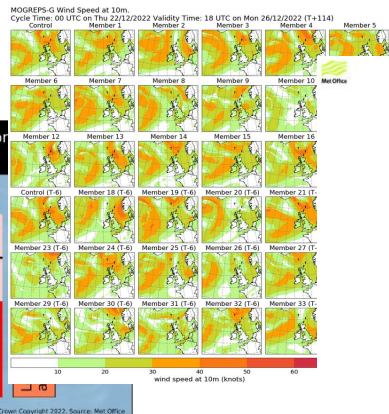 MOGREPS-G Wind Speed at 10m.
Cycle Time: 00 UTC on Thu 22/12/2022 Validity Time: 18 UTC on Mon 26/12/2022 (T+114)
Control Member 1 Member 2 Member 3 Member 4 Member 5
Member 6 Member 7 Member 8 Member 9 Member 10
Met Office
Member 12 Member 13 Member 14 Member 15 Member 16
Control (T-6) Member 18 (T-6) Member 19 (T-6) Member 20 (T-6) Member 21 (T-
Member 23 (T-6) Member 24 (T-6) Member 25 (T-6) Member 26 (T-6) Member 27 (T-
Member 29 (T-6) Member 30 (T-6) Member 31 (T-6) Member 32 (T-6) Member 33 (T-
10 20 30 40 50 60
wind speed at 10m (knots)
Crown Copyright 2022. Source: Met Office